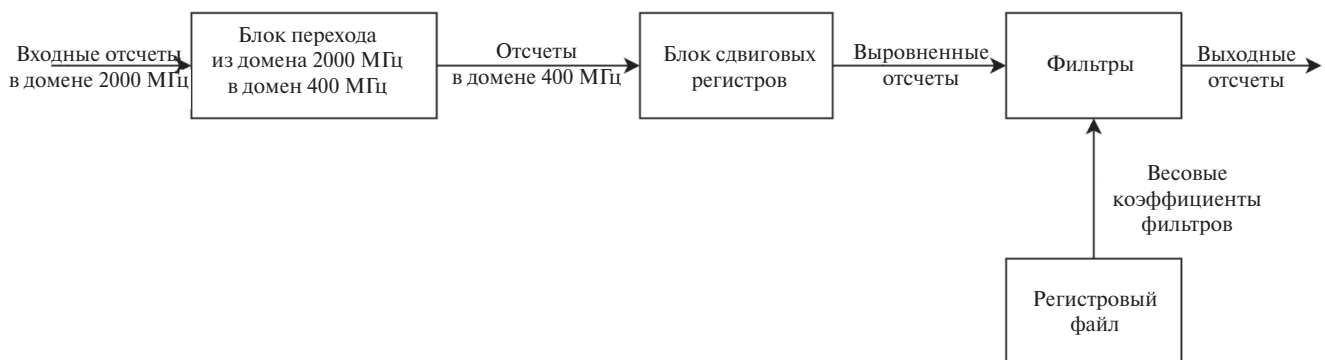 Входные отсчеты
в домене 2000 МГц
Блок перехода
из домена 2000 МГц
в домен 400 МГц
Отсчеты
в домене 400 МГц
Блок сдвиговых
регистров
Выровненные
отсчеты
Фильтры
Выходные
отсчеты
Весовые
коэффициенты
фильтров
Регистровый
файл